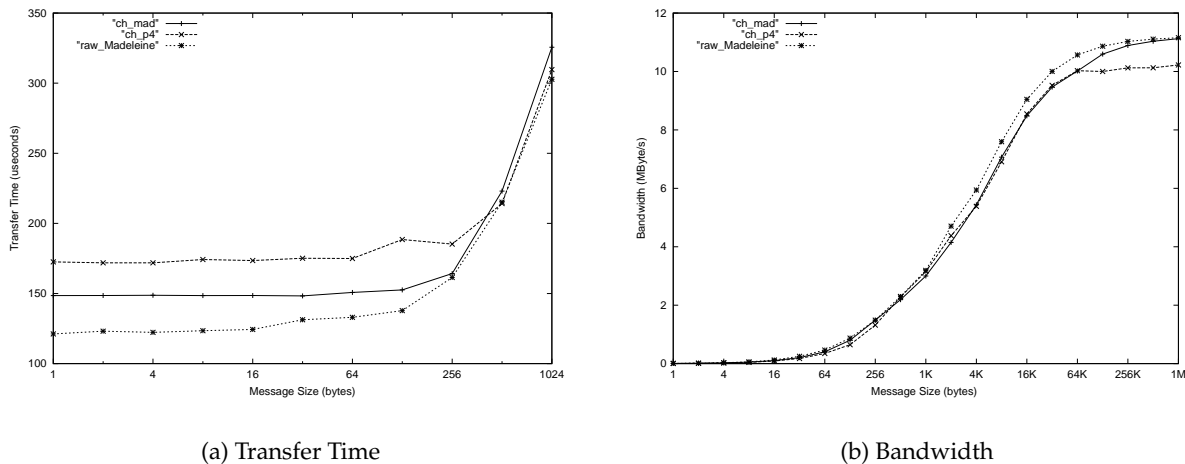 350
300
250
200
150
100
1
4
16
64
256
1024
Transfer Time (useconds)
Message Size (bytes)
"ch_mad"
"ch_p4"
"raw_Madeleine"
(a) Transfer Time
12
10
8
6
4
2
0
1
4
16
64
256
1K
4K
16K
64K
256K
1M
Bandwidth (MByte/s)
Message Size (bytes)
"ch_mad"
"ch_p4"
"raw_Madeleine"
(b) Bandwidth